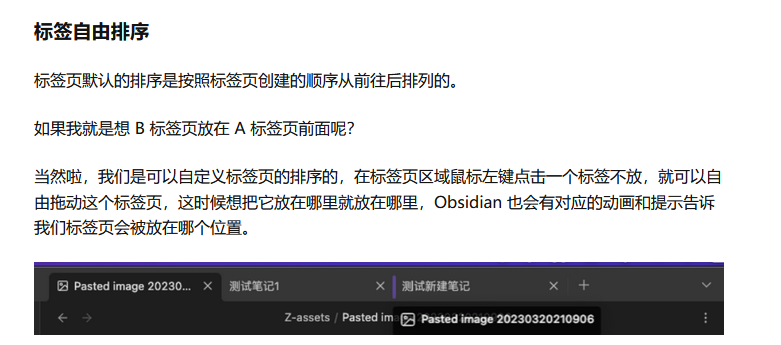 标签自由排序
标签页默认的排序是按照标签页创建的顺序从前往后排列的。
如果我就是想 B 标签页放在 A 标签页前面呢？
当然啦，我们是可以自定义标签页的排序的，在标签页区域鼠标左键点击一个标签不放，就可以自
由拖动这个标签页，这时候想把它放在哪里就放在哪里，Obsidian 也会有对应的动画和提示告诉
我们标签页会被放在哪个位置。
Pasted image 20230... 测试笔记1 测试新建笔记
Z-assets / Pasted ima
Pasted image 20230320210906